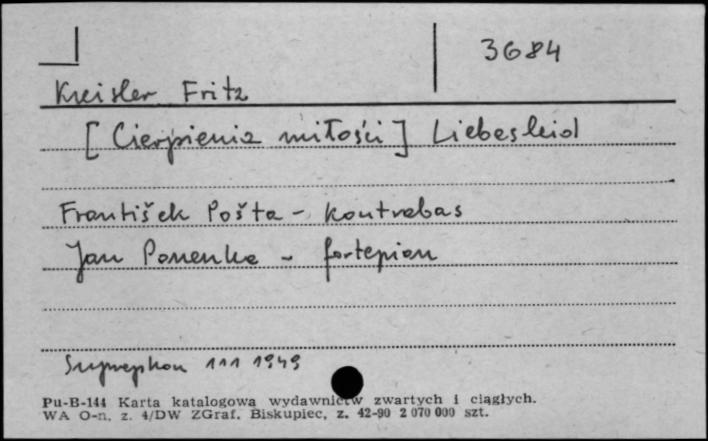 3684
Kreisler Fritz
[Cierpienia miłości] Liebesleid
František Pošta - kontrabas
Jan Panenka - fortepian
Supraphon 111 1949
Pu-B-144 Karta katalogowa wydawnictw zwartych i ciągłych.
WA O-n. z. 4/DW ZGraf. Biskupiec, z. 42-90 2 070 000 szt.